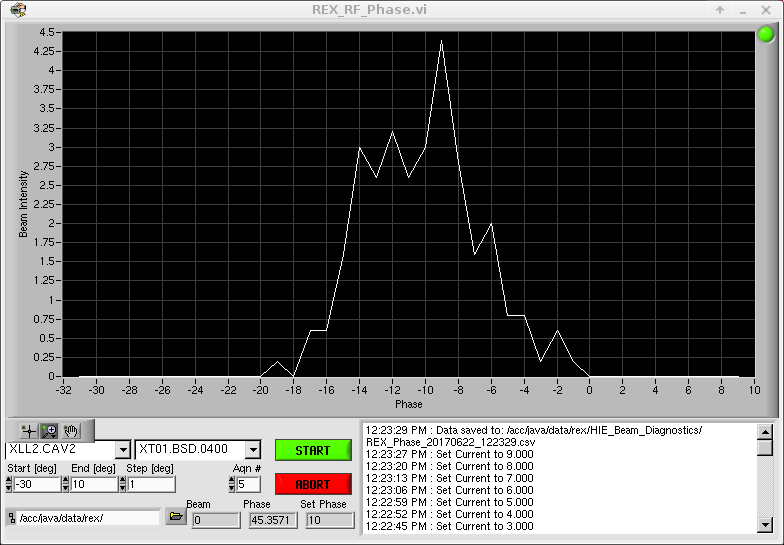 REX_RF_Phase.vi
4.5
4.25
4
3.75
3.5
3.25
3
2.75
2.5
2.25
2
1.75
1.5
1.25
1
0.75
0.5
0.25
0
Beam Intensity
-32 -30 -28 -26 -24 -22 -20 -18 -16 -14 -12 -10 -8 -6 -4 -2 0 2 4 6 8 10
Phase
XLL2.CAV2 XT01.BSD.0400 START
Start [deg] End [deg] Step [deg] Aqn #
-30 10 1 5 ABORT
Beam Phase Set Phase
/acc/java/data/rex/ 0 45.3571 10
12:23:29 PM : Data saved to: /acc/java/data/rex/HIE_Beam_Diagnostics/
REX_Phase_20170622_122329.csv
12:23:27 PM : Set Current to 9.000
12:23:20 PM : Set Current to 8.000
12:23:13 PM : Set Current to 7.000
12:23:06 PM : Set Current to 6.000
12:22:59 PM : Set Current to 5.000
12:22:52 PM : Set Current to 4.000
12:22:45 PM : Set Current to 3.000